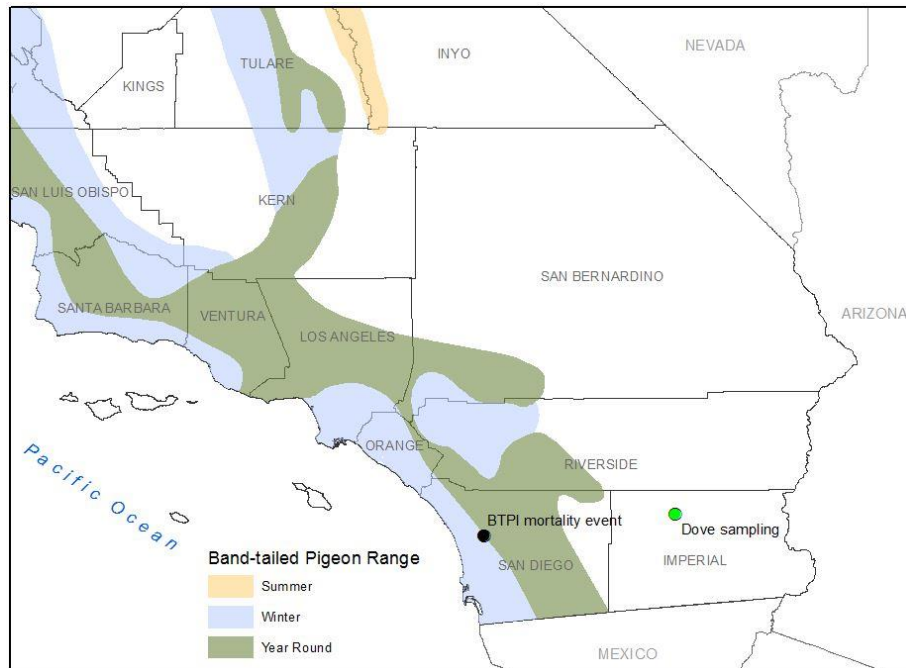 NEVADA
INYO
TULARE
KINGS
SAN LUIS OBISPO
KERN
SAN BERNARDINO
SANTA BARBARA
VENTURA
ARIZONA
LOS ANGELES
ORANGE
RIVERSIDE
Pacific Ocean
BTPI mortality event
Dove sampling
SAN DIEGO
IMPERIAL
Band-tailed Pigeon Range
Summer
Winter
Year Round
MEXICO